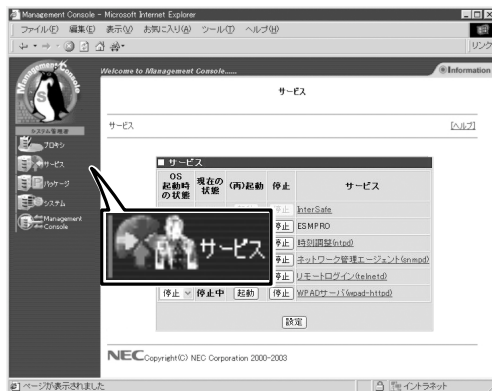 Management Console - Microsoft Internet Explorer
ファイル(F) 編集(E) 表示(V) お気に入り(A) ツール(T) ヘルプ(H)
リンク
Management Console
Welcome to Management Console......
Information
サービス
システム管理者
サービス
[ヘルプ]
プロキシ
サービス
パッケージ
システム
Management Console
■ サービス
OS起動時の状態 現在の状態 (再)起動 停止 サービス
停止 InterSafe
停止 ESMPRO
停止 時刻調整(ntpd)
停止 ネットワーク管理エージェント(snmpd)
停止 リモートログイン(telnetd)
停止 停止中 起動 停止 WPADサーバ(wpad-httpd)
サービス
設定
NEC Copyright(C) NEC Corporation 2000-2003
ページが表示されました
イントラネット